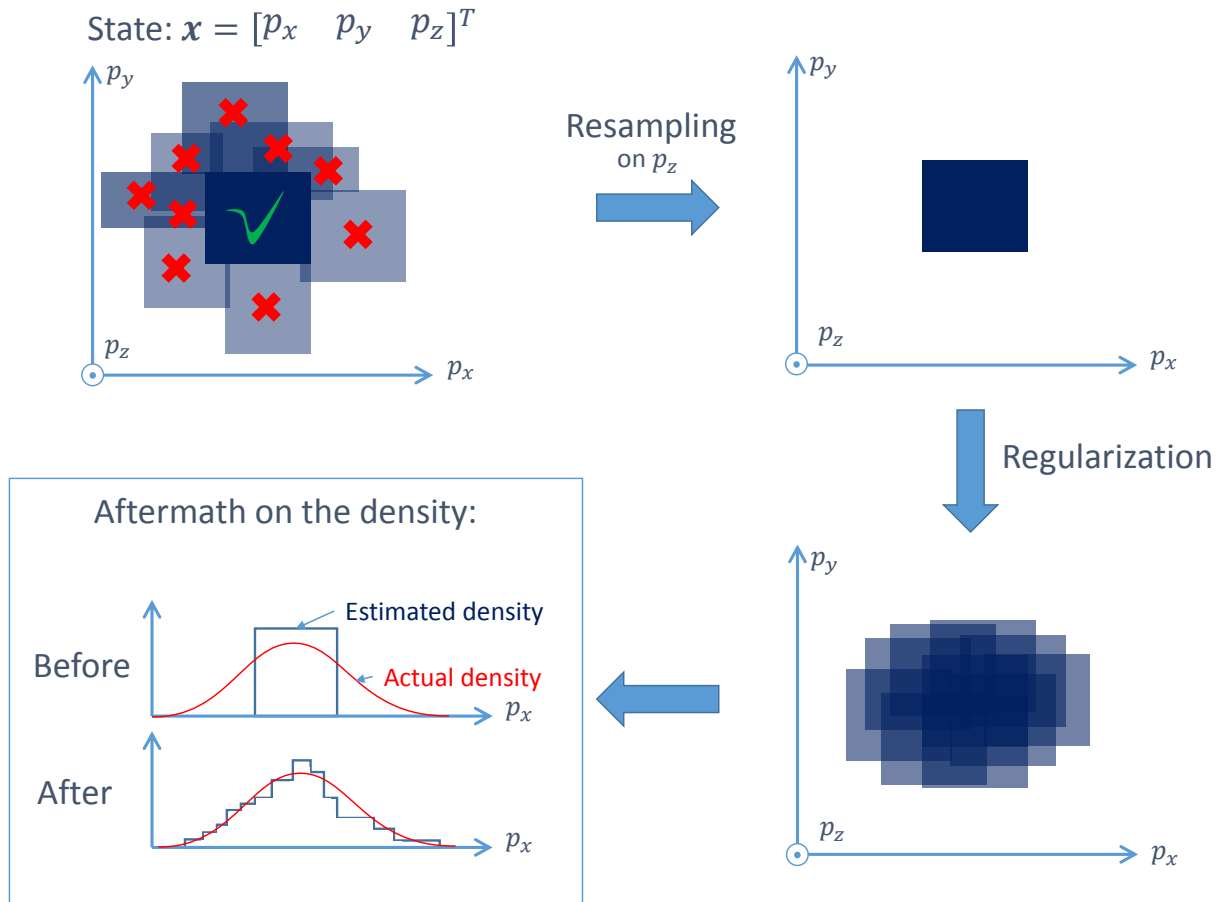 State: 𝒙 = [p_x p_y p_z]^T
p_y
p_z
p_x
Resampling
on p_z
p_y
p_z
p_x
Regularization
p_y
p_z
p_x
Aftermath on the density:
Before
Estimated density
Actual density
p_x
After
p_x